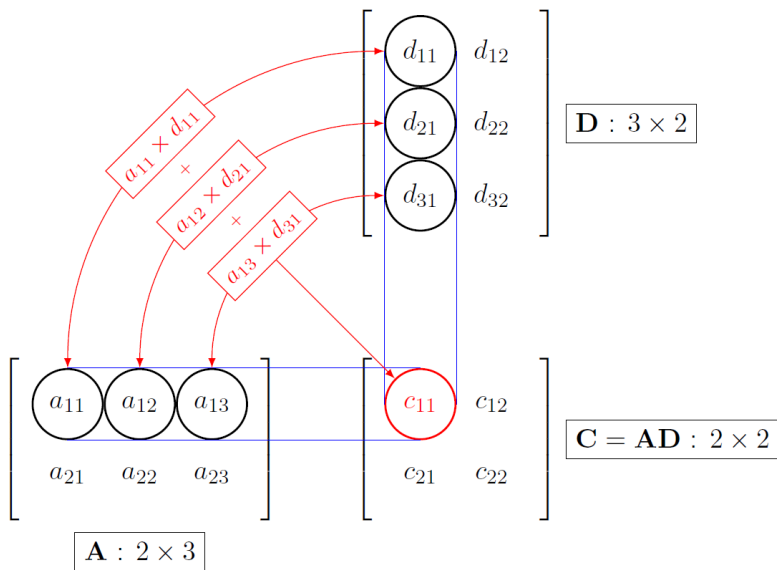 d₁₁ d₁₂
d₂₁ d₂₂
d₃₁ d₃₂
D : 3 × 2
a₁₁ × d₁₁
+
a₁₂ × d₂₁
+
a₁₃ × d₃₁
a₁₁ a₁₂ a₁₃
a₂₁ a₂₂ a₂₃
A : 2 × 3
c₁₁ c₁₂
c₂₁ c₂₂
C = AD : 2 × 2